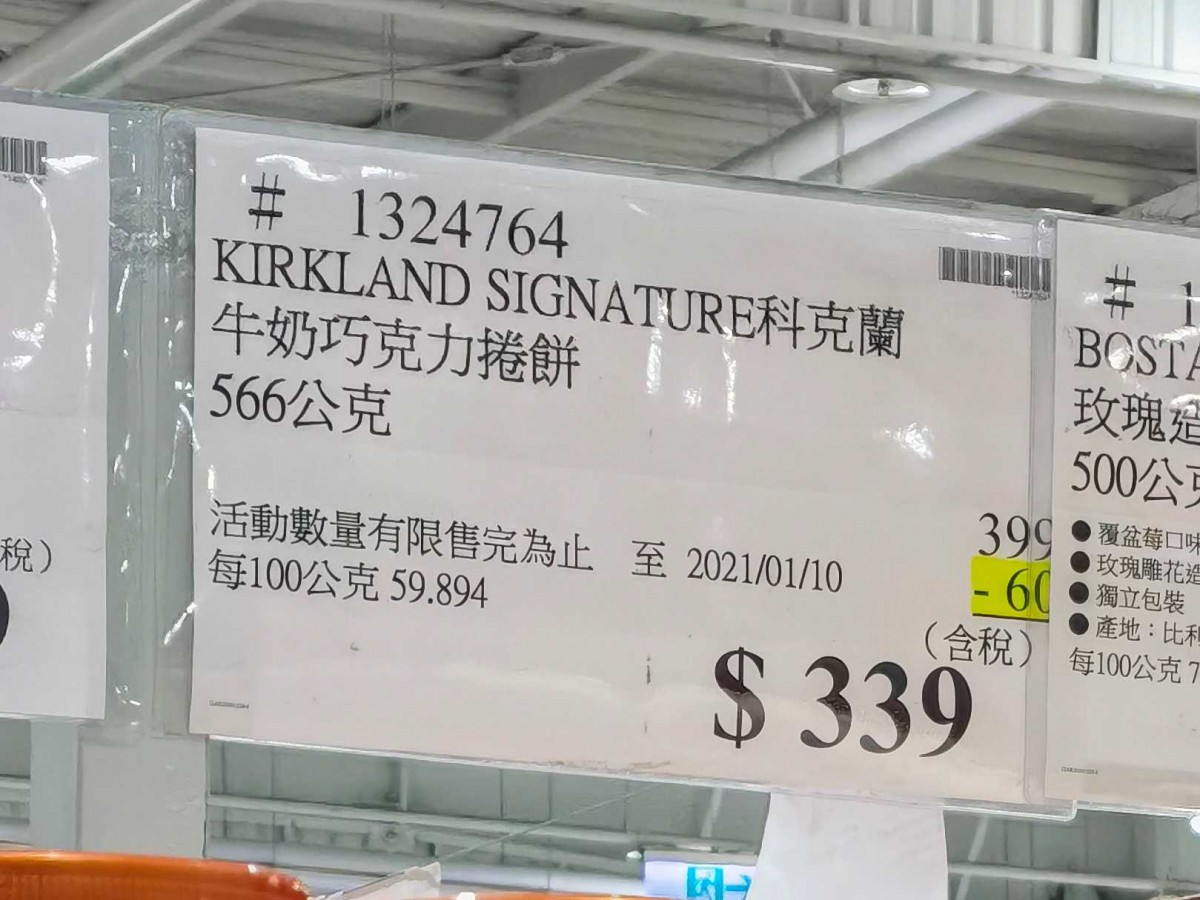 # 1324764
KIRKLAND SIGNATURE科克蘭
牛奶巧克力捲餅
566公克
活動數量有限售完為止 至 2021/01/10
每100公克 59.894
399
- 60
(含稅)
$ 339
稅)
# 1
BOSTA
玫瑰造
500公克
● 覆盆莓口味
● 玫瑰雕花造
● 獨立包裝
● 產地：比利
每100公克 7